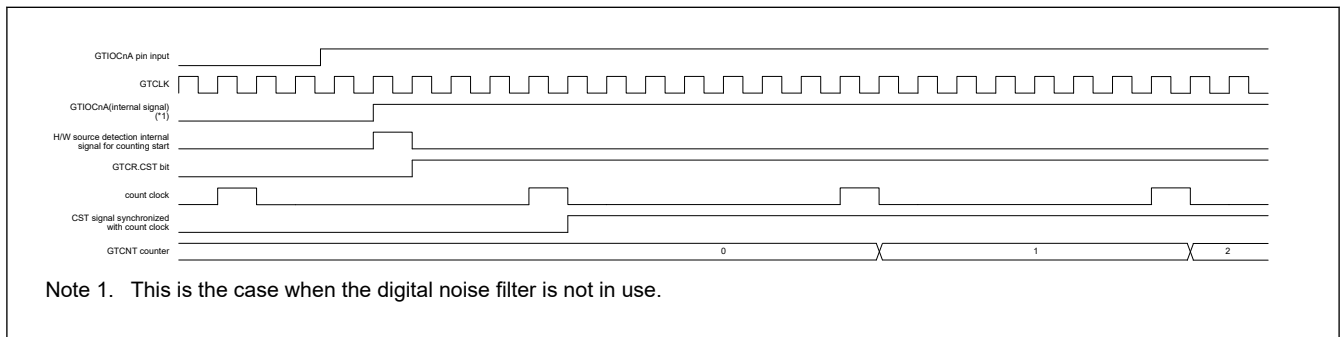 GTIOCnA pin input
GTCLK
GTIOCnA(internal signal)
(*1)
H/W source detection internal
signal for counting start
GTCR.CST bit
count clock
CST signal synchronized
with count clock
GTCNT counter
0
1
2
Note 1. This is the case when the digital noise filter is not in use.